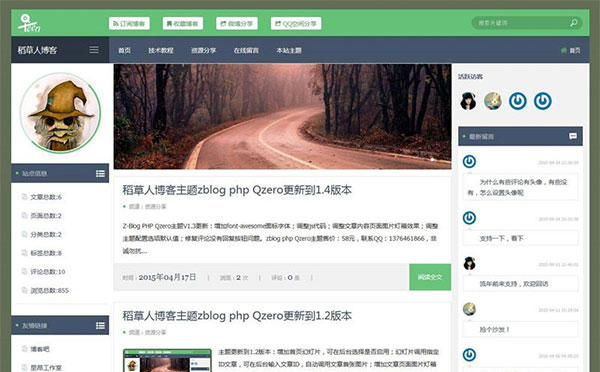 订阅博客
收藏博客
微博分享
QQ空间分享
搜索关键词
稻草人博客
首页
技术教程
资源分享
在线留言
本站主题
首页
活跃访客
站点信息
文章总数:6
页面总数:2
分类总数:2
标签总数:8
评论总数:10
浏览总数:855
友情链接
博客吧
稻草人博客主题zblog php Qzero更新到1.4版本
资源分享
Z-Blog PHP Qzero主题V1.3更新：增加font-awesome图标字体；调整js代码；调整文章内容页面图片灯箱效果；调整
主题配置选项默认值；修复评论没有回复按钮问题。zblog php Qzero主题售价：58元，联系QQ：1376461866，非
诚勿扰....
时间：2015年04月17日
浏览：2 次
评论：0 条
阅读全文
稻草人博客主题zblog php Qzero更新到1.2版本
资源分享
主题更新到1.2版本：增加首页幻灯片，可在后台选择是否启用；幻灯片调用指定
ID文章，可在后台输入文章ID，自动调用文章首张图片；增加文章页面图片灯箱
最新留言
为什么有些评论有头像，有些没
有，怎么设置头像呢
支持一下，看下
流年前来支持，欢迎回访
抢个沙发！